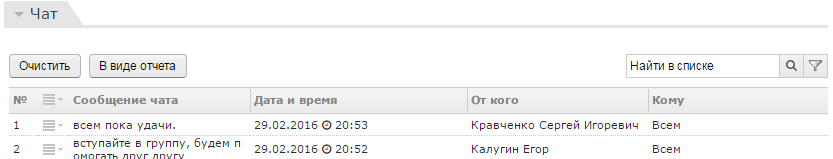 Чат
Очистить В виде отчета Найти в списке
№ Сообщение чата Дата и время От кого Кому
1 всем пока удачи. 29.02.2016 20:53 Кравченко Сергей Игоревич Всем
2 вступайте в группу, будем п 29.02.2016 20:52 Калугин Егор Всем
омогать друг другу